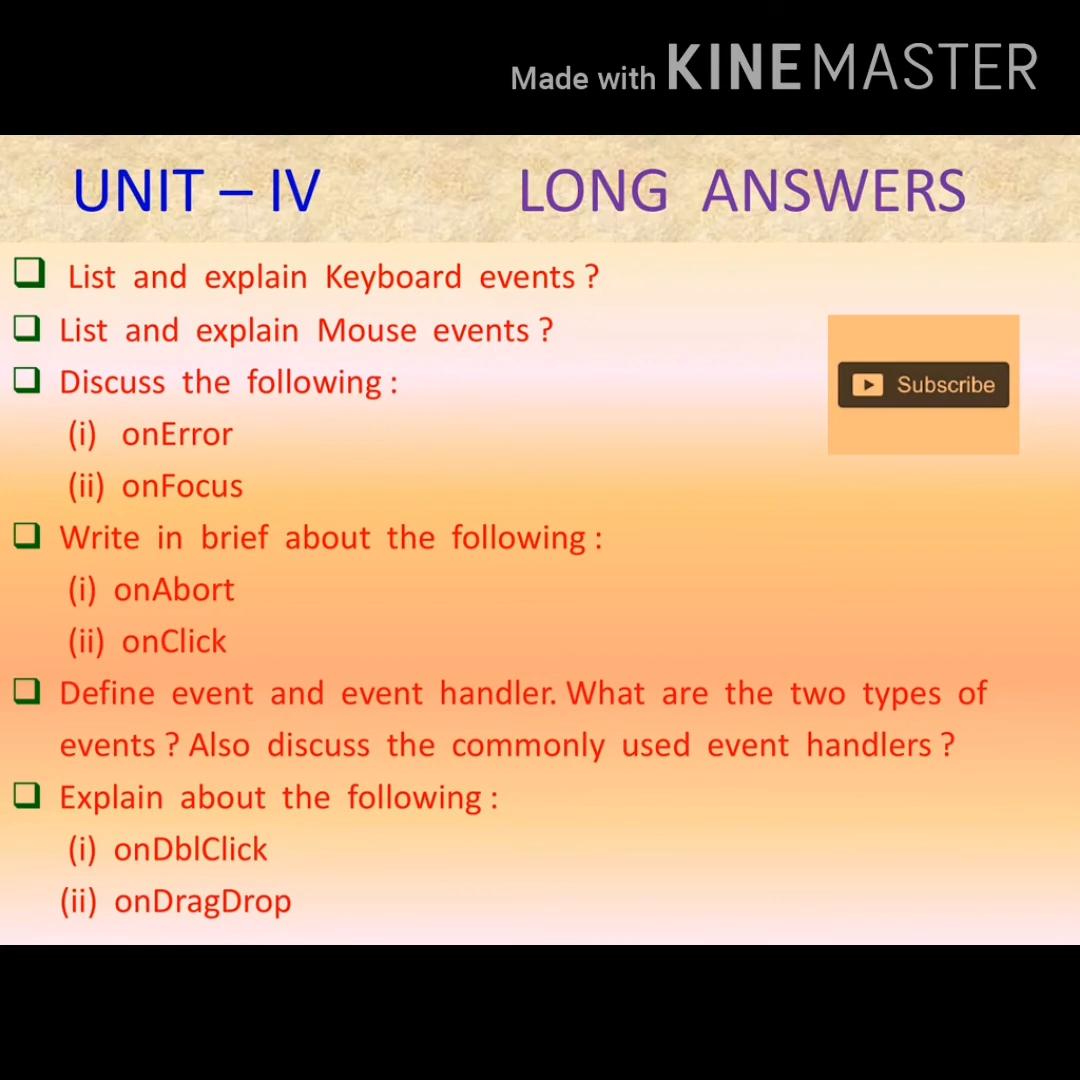 Made with KINEMASTER
UNIT – IV LONG ANSWERS
List and explain Keyboard events ?
List and explain Mouse events ?
Subscribe
Discuss the following :
(i) onError
(ii) onFocus
Write in brief about the following :
(i) onAbort
(ii) onClick
Define event and event handler. What are the two types of
events ? Also discuss the commonly used event handlers ?
Explain about the following :
(i) onDblClick
(ii) onDragDrop